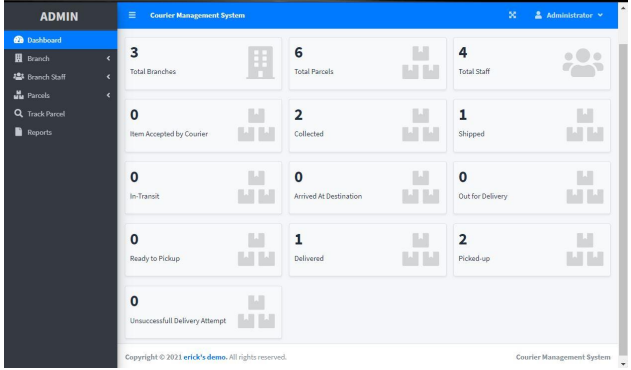 ADMIN
Courier Management System
Administrator
Dashboard
Branch
Branch Staff
Parcels
Track Parcel
Reports
3
Total Branches
6
Total Parcels
4
Total Staff
0
Item Accepted by Courier
2
Collected
1
Shipped
0
In-Transit
0
Arrived At Destination
0
Out for Delivery
0
Ready to Pickup
1
Delivered
2
Picked-up
0
Unsuccessfull Delivery Attempt
Copyright © 2021 erick's demo. All rights reserved.
Courier Management System